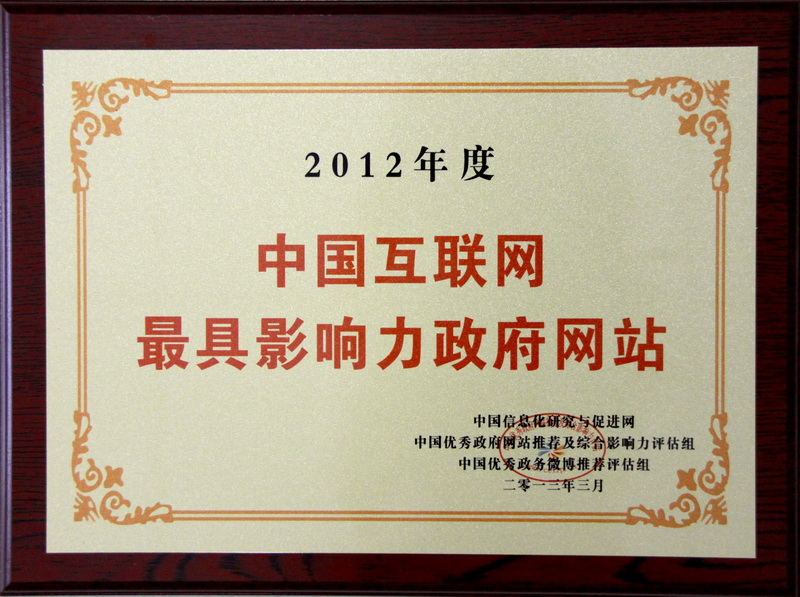 2012年度
中国互联网
最具影响力政府网站
中国信息化研究与促进网
中国优秀政府网站推荐及综合影响力评估组
中国优秀政务微博推荐评估组
二零一三年三月